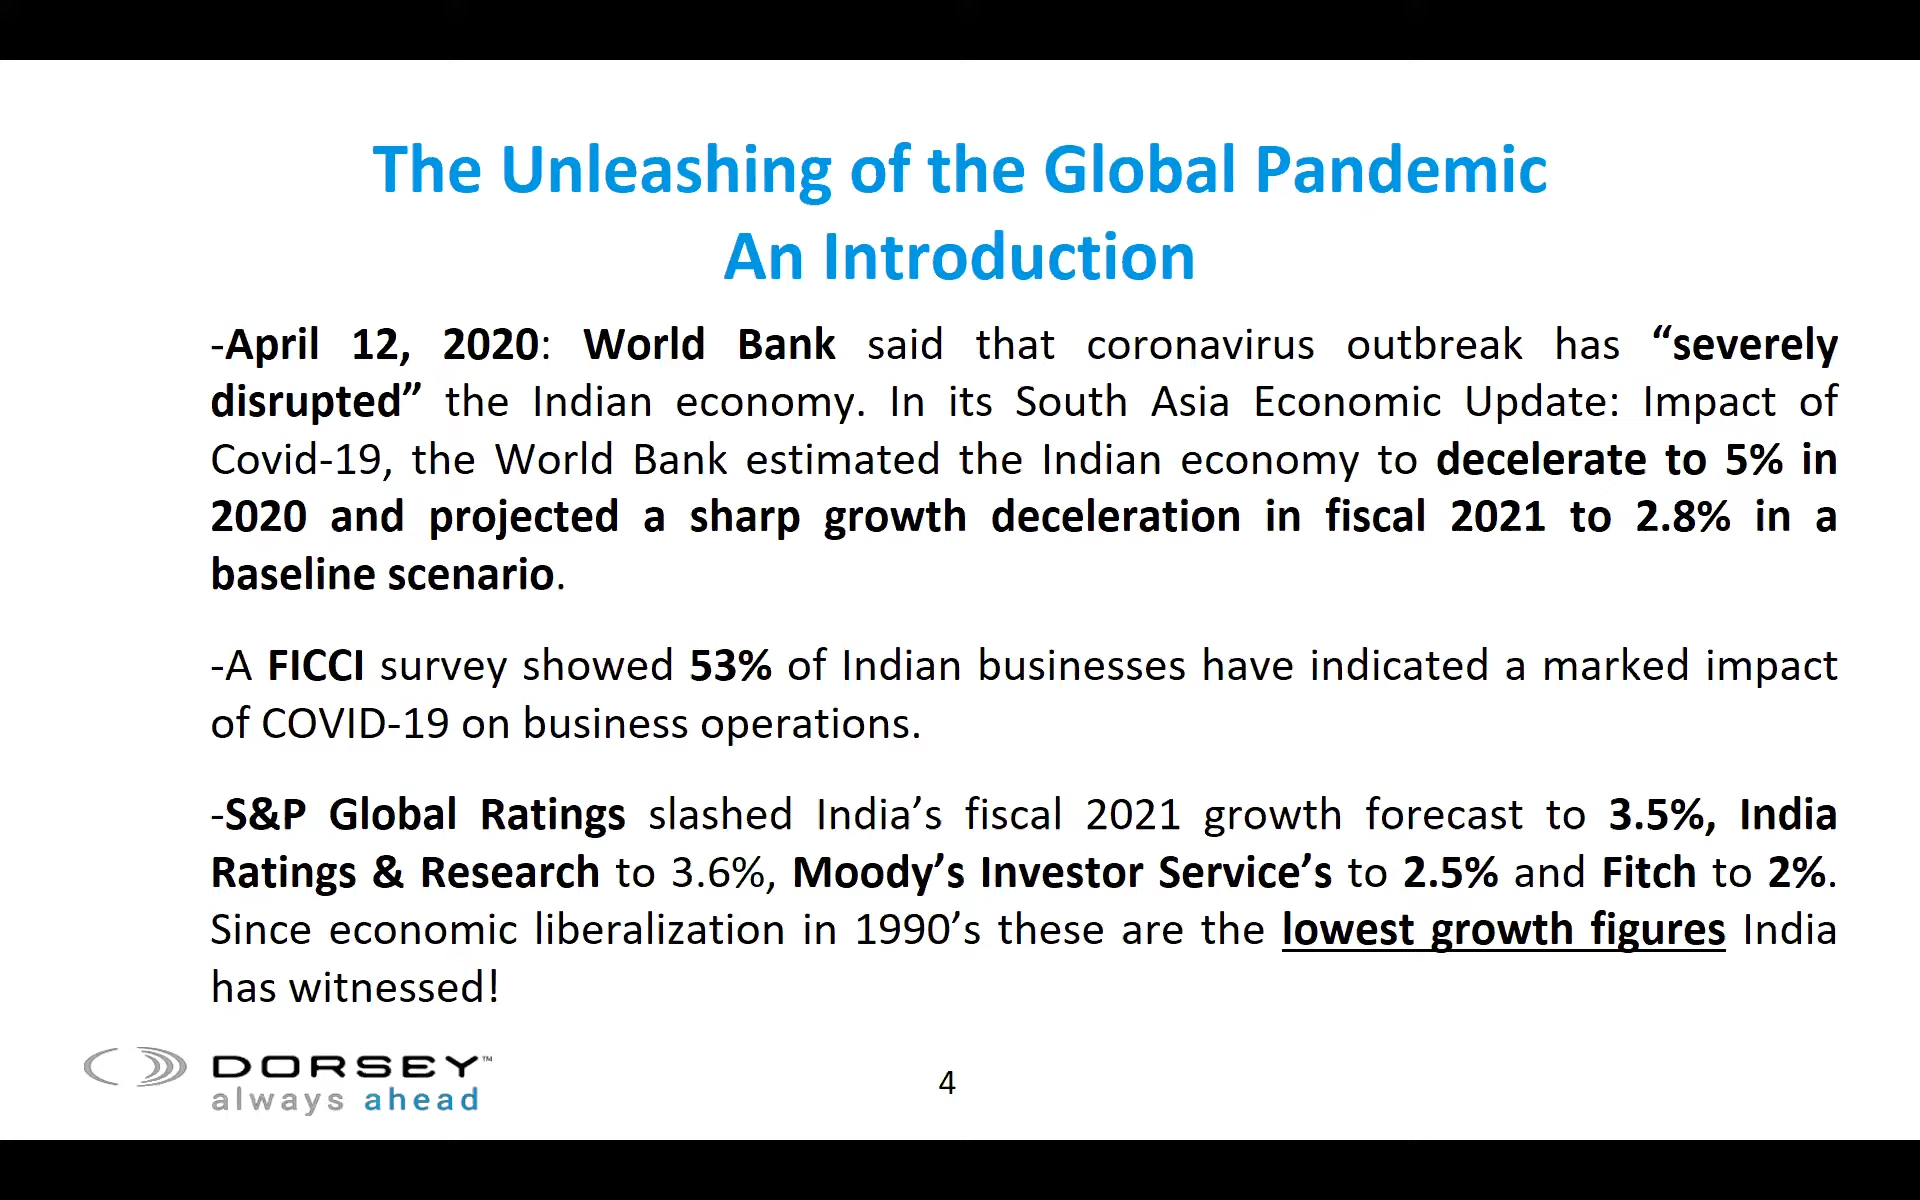 The Unleashing of the Global Pandemic
An Introduction
-April 12, 2020: World Bank said that coronavirus outbreak has “severely
disrupted” the Indian economy. In its South Asia Economic Update: Impact of
Covid-19, the World Bank estimated the Indian economy to decelerate to 5% in
2020 and projected a sharp growth deceleration in fiscal 2021 to 2.8% in a
baseline scenario.
-A FICCI survey showed 53% of Indian businesses have indicated a marked impact
of COVID-19 on business operations.
-S&P Global Ratings slashed India’s fiscal 2021 growth forecast to 3.5%, India
Ratings & Research to 3.6%, Moody’s Investor Service’s to 2.5% and Fitch to 2%.
Since economic liberalization in 1990’s these are the lowest growth figures India
has witnessed!
DORSEY™
always ahead
4